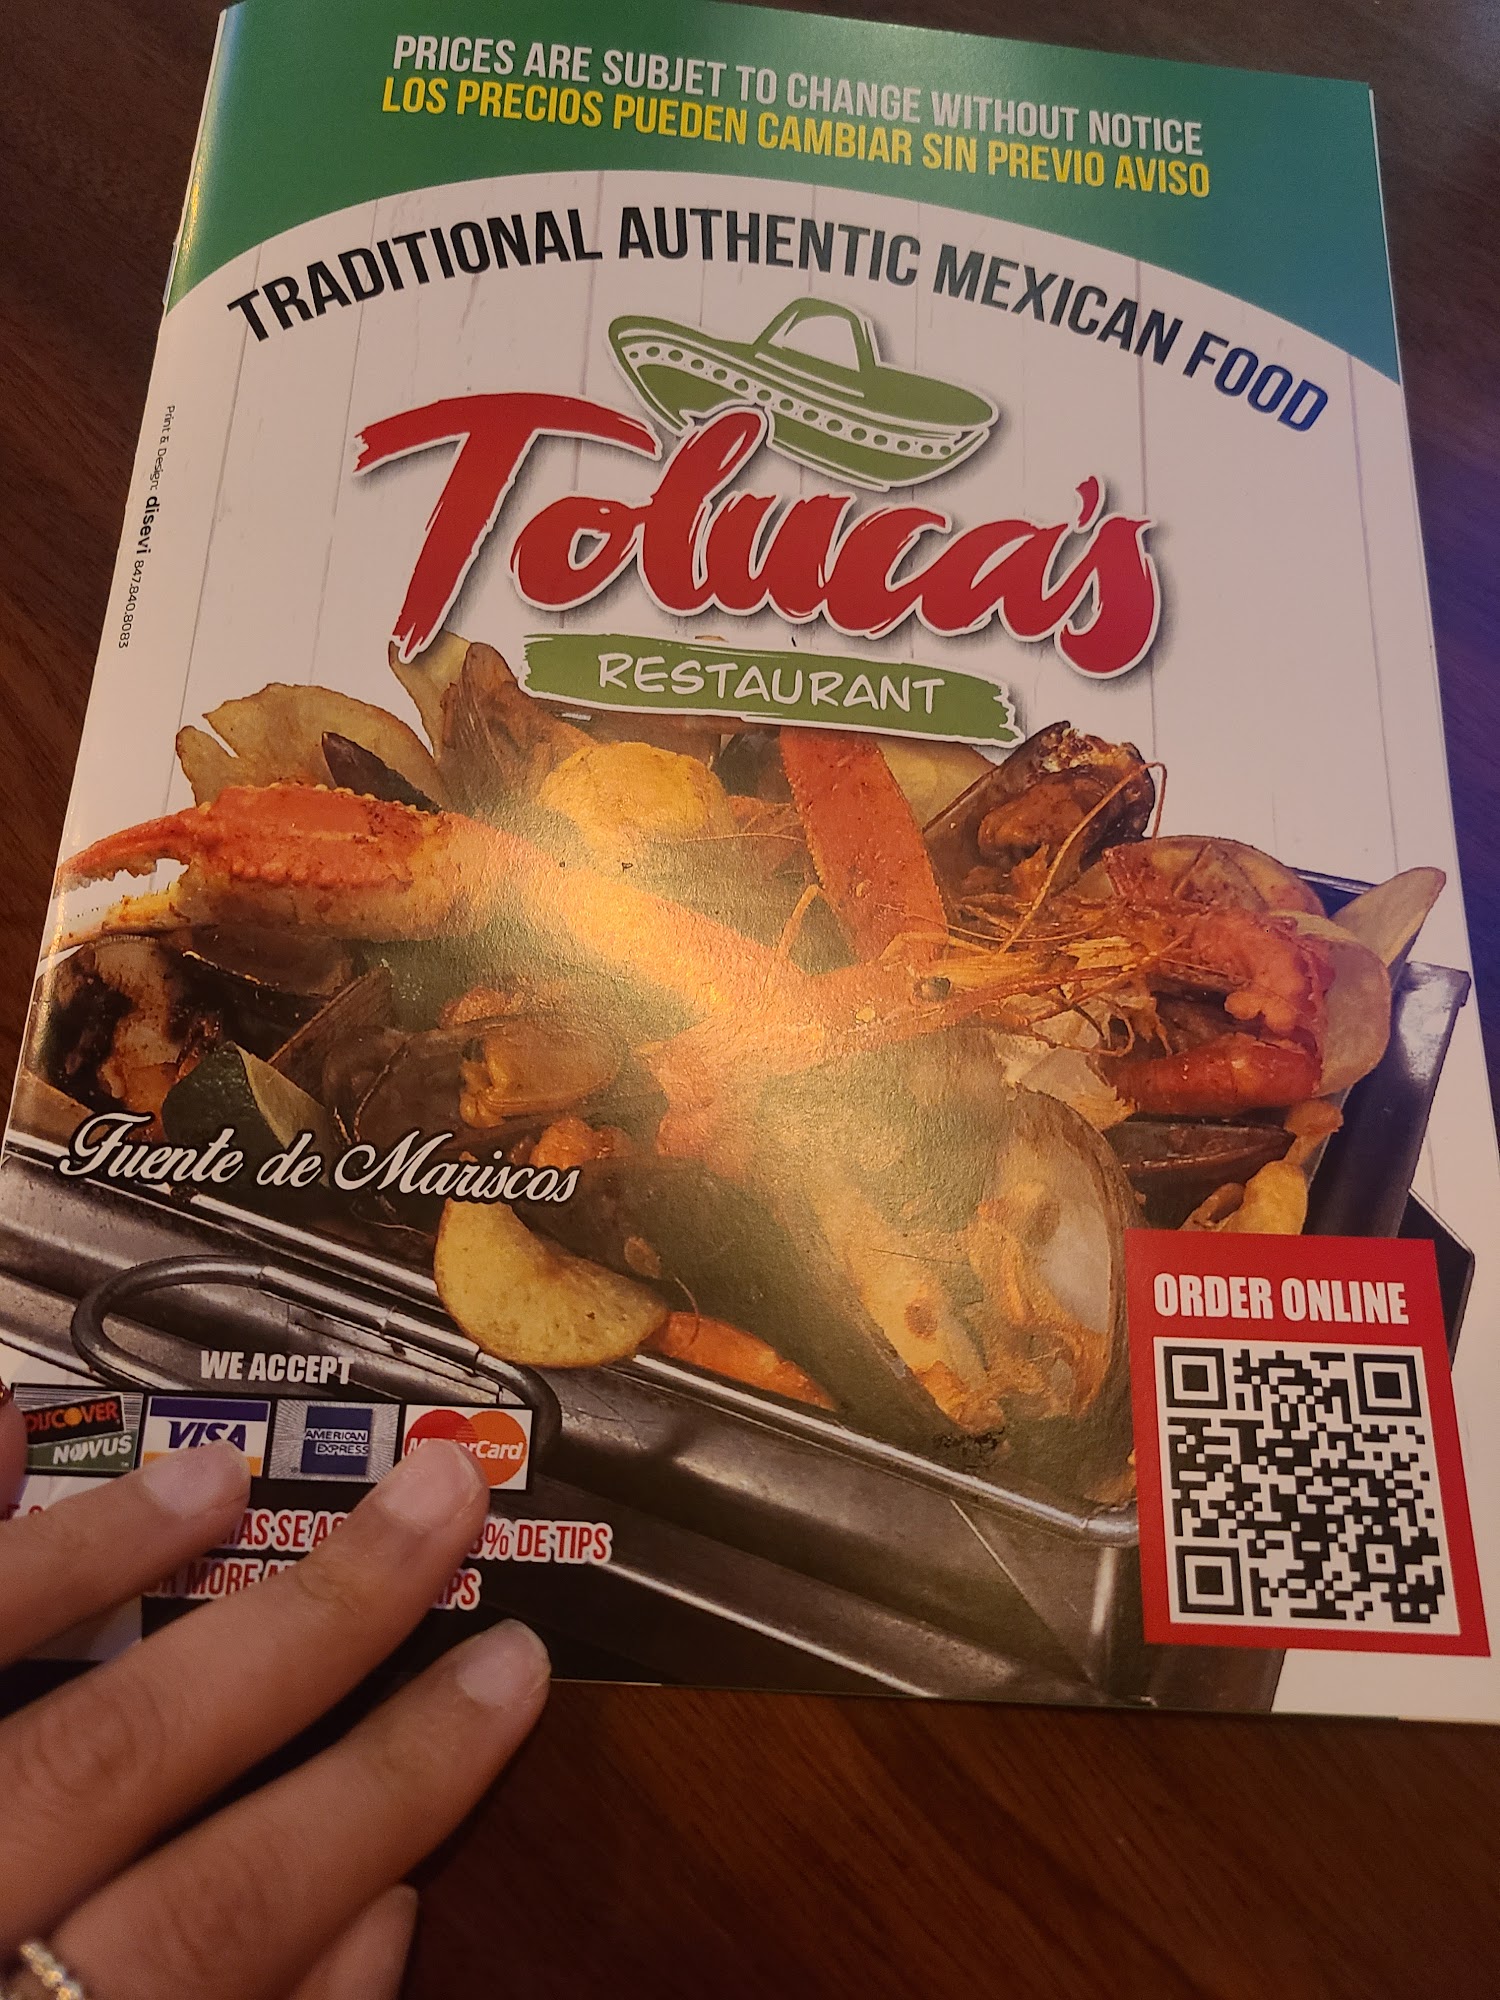 PRICES ARE SUBJET TO CHANGE WITHOUT NOTICE
LOS PRECIOS PUEDEN CAMBIAR SIN PREVIO AVISO
TRADITIONAL AUTHENTIC MEXICAN FOOD
Toluca's
RESTAURANT
Print & Design: disevi 847.840.8083
Fuente de Mariscos
ORDER ONLINE
WE ACCEPT
DISCOVER
NOVUS
VISA
AMERICAN
EXPRESS
MasterCard
SE % DE TIPS
MORE